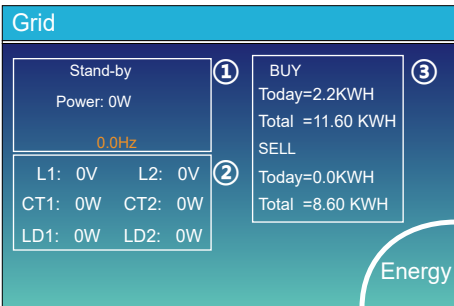 Grid
Stand-by
Power: 0W
0.0Hz
①
L1: 0V L2: 0V
CT1: 0W CT2: 0W
LD1: 0W LD2: 0W
②
BUY
Today=2.2KWH
Total =11.60 KWH
SELL
Today=0.0KWH
Total =8.60 KWH
③
Energy